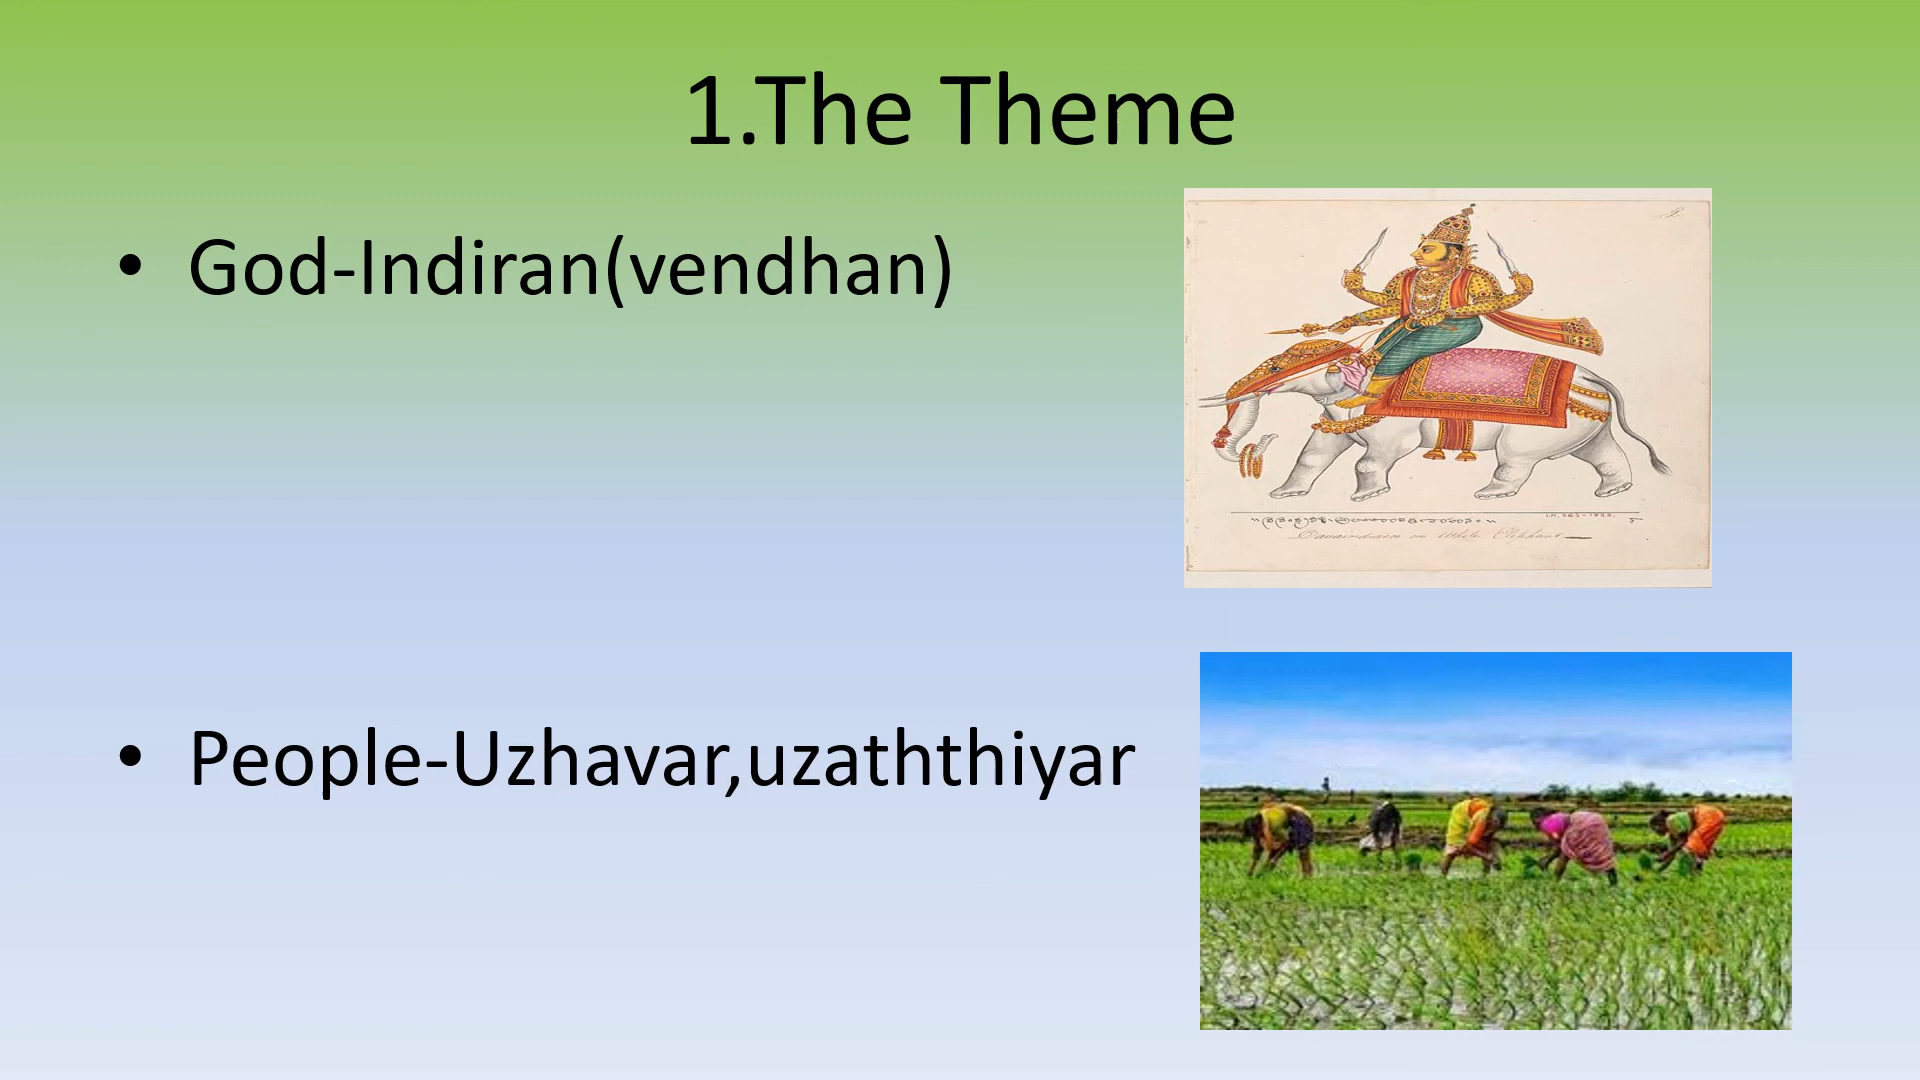 1.The Theme
• God-Indiran(vendhan)
• People-Uzhavar,uzaththiyar